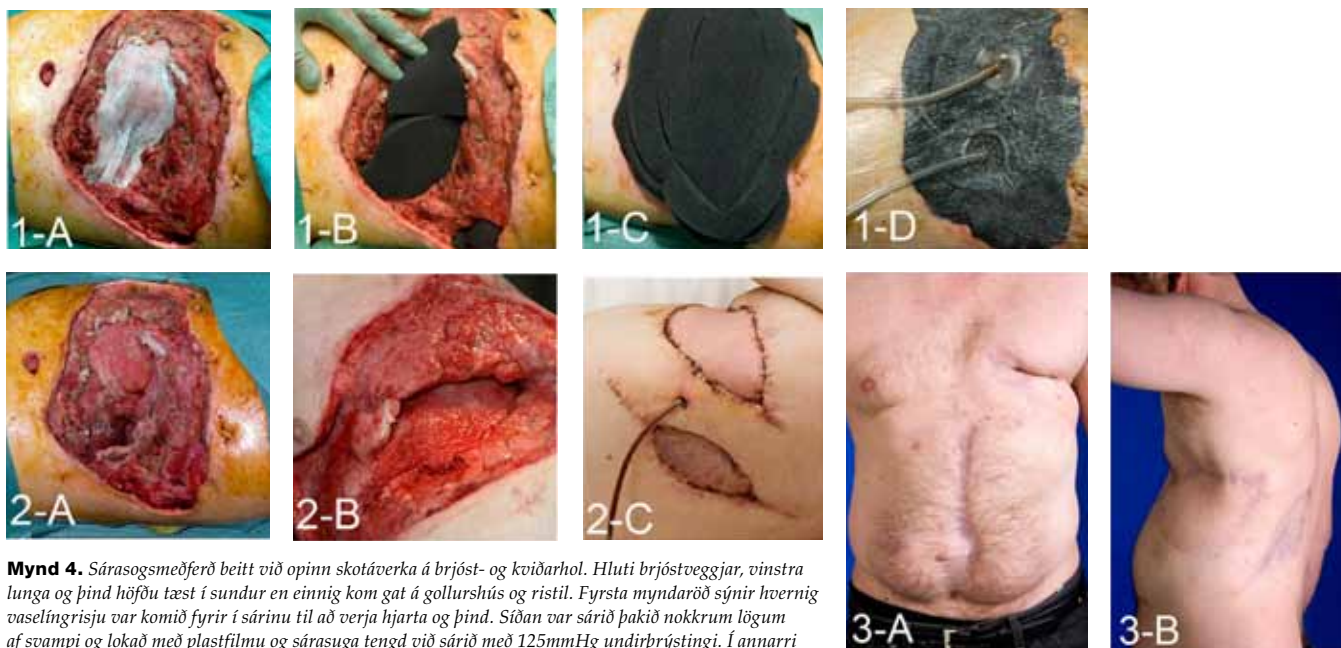 1-A
1-B
1-C
1-D
2-A
2-B
2-C
3-A
3-B
Mynd 4. Sárasogsmeðferð beitt við opinn skotáverka á brjóst- og kviðarhol. Hluti brjóstveggjar, vinstra
lunga og þind höfðu tæst í sundur en einnig kom gat á gollurshús og ristil. Fyrsta myndaröð sýnir hvernig
vaselíngrisju var komið fyrir í sárinu til að verja hjarta og þind. Síðan var sárið þakið nokkrum lögum
af svampi og lokað með plastfilmu og sárasuga tengd við sárið með 125mmHg undirþrýstingi. Í annarri